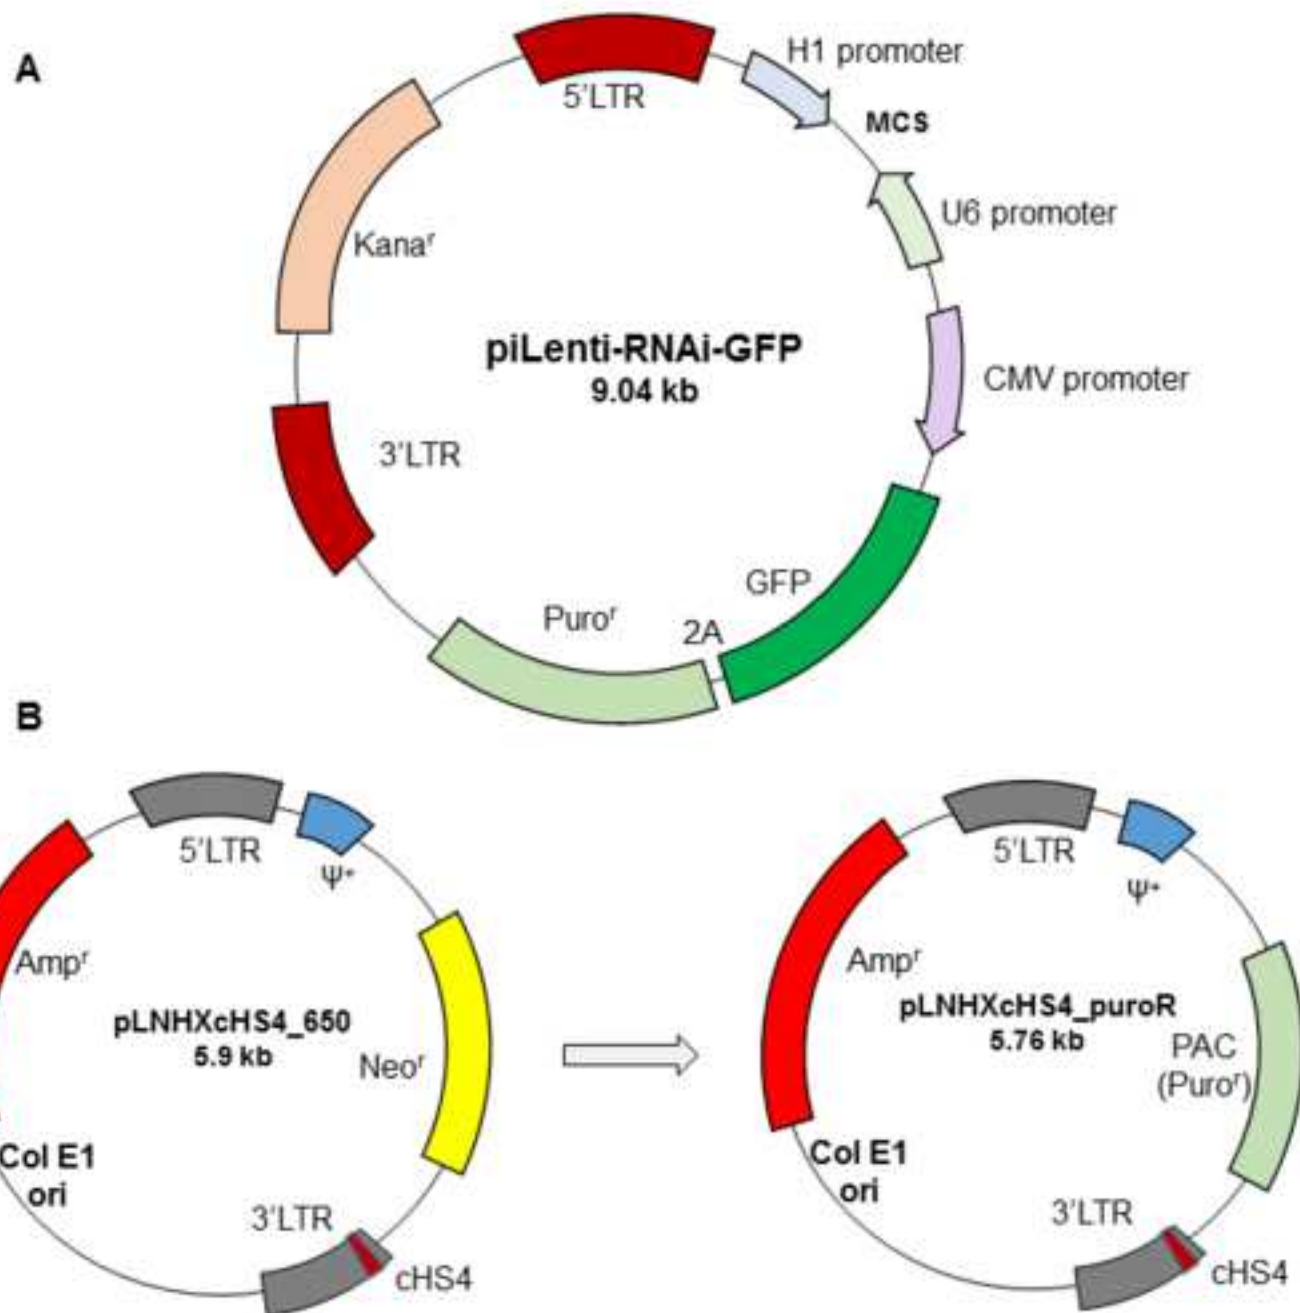 A
5'LTR
H1 promoter
MCS
U6 promoter
Kanaʳ
piLenti-RNAi-GFP
9.04 kb
CMV promoter
3'LTR
GFP
Puroʳ
2A
B
5'LTR
Ψ⁺
Ampʳ
pLNHXcHS4_650
5.9 kb
Neoʳ
Col E1
ori
3'LTR
cHS4
5'LTR
Ψ⁺
Ampʳ
pLNHXcHS4_puroR
5.76 kb
PAC
(Puroʳ)
Col E1
ori
3'LTR
cHS4